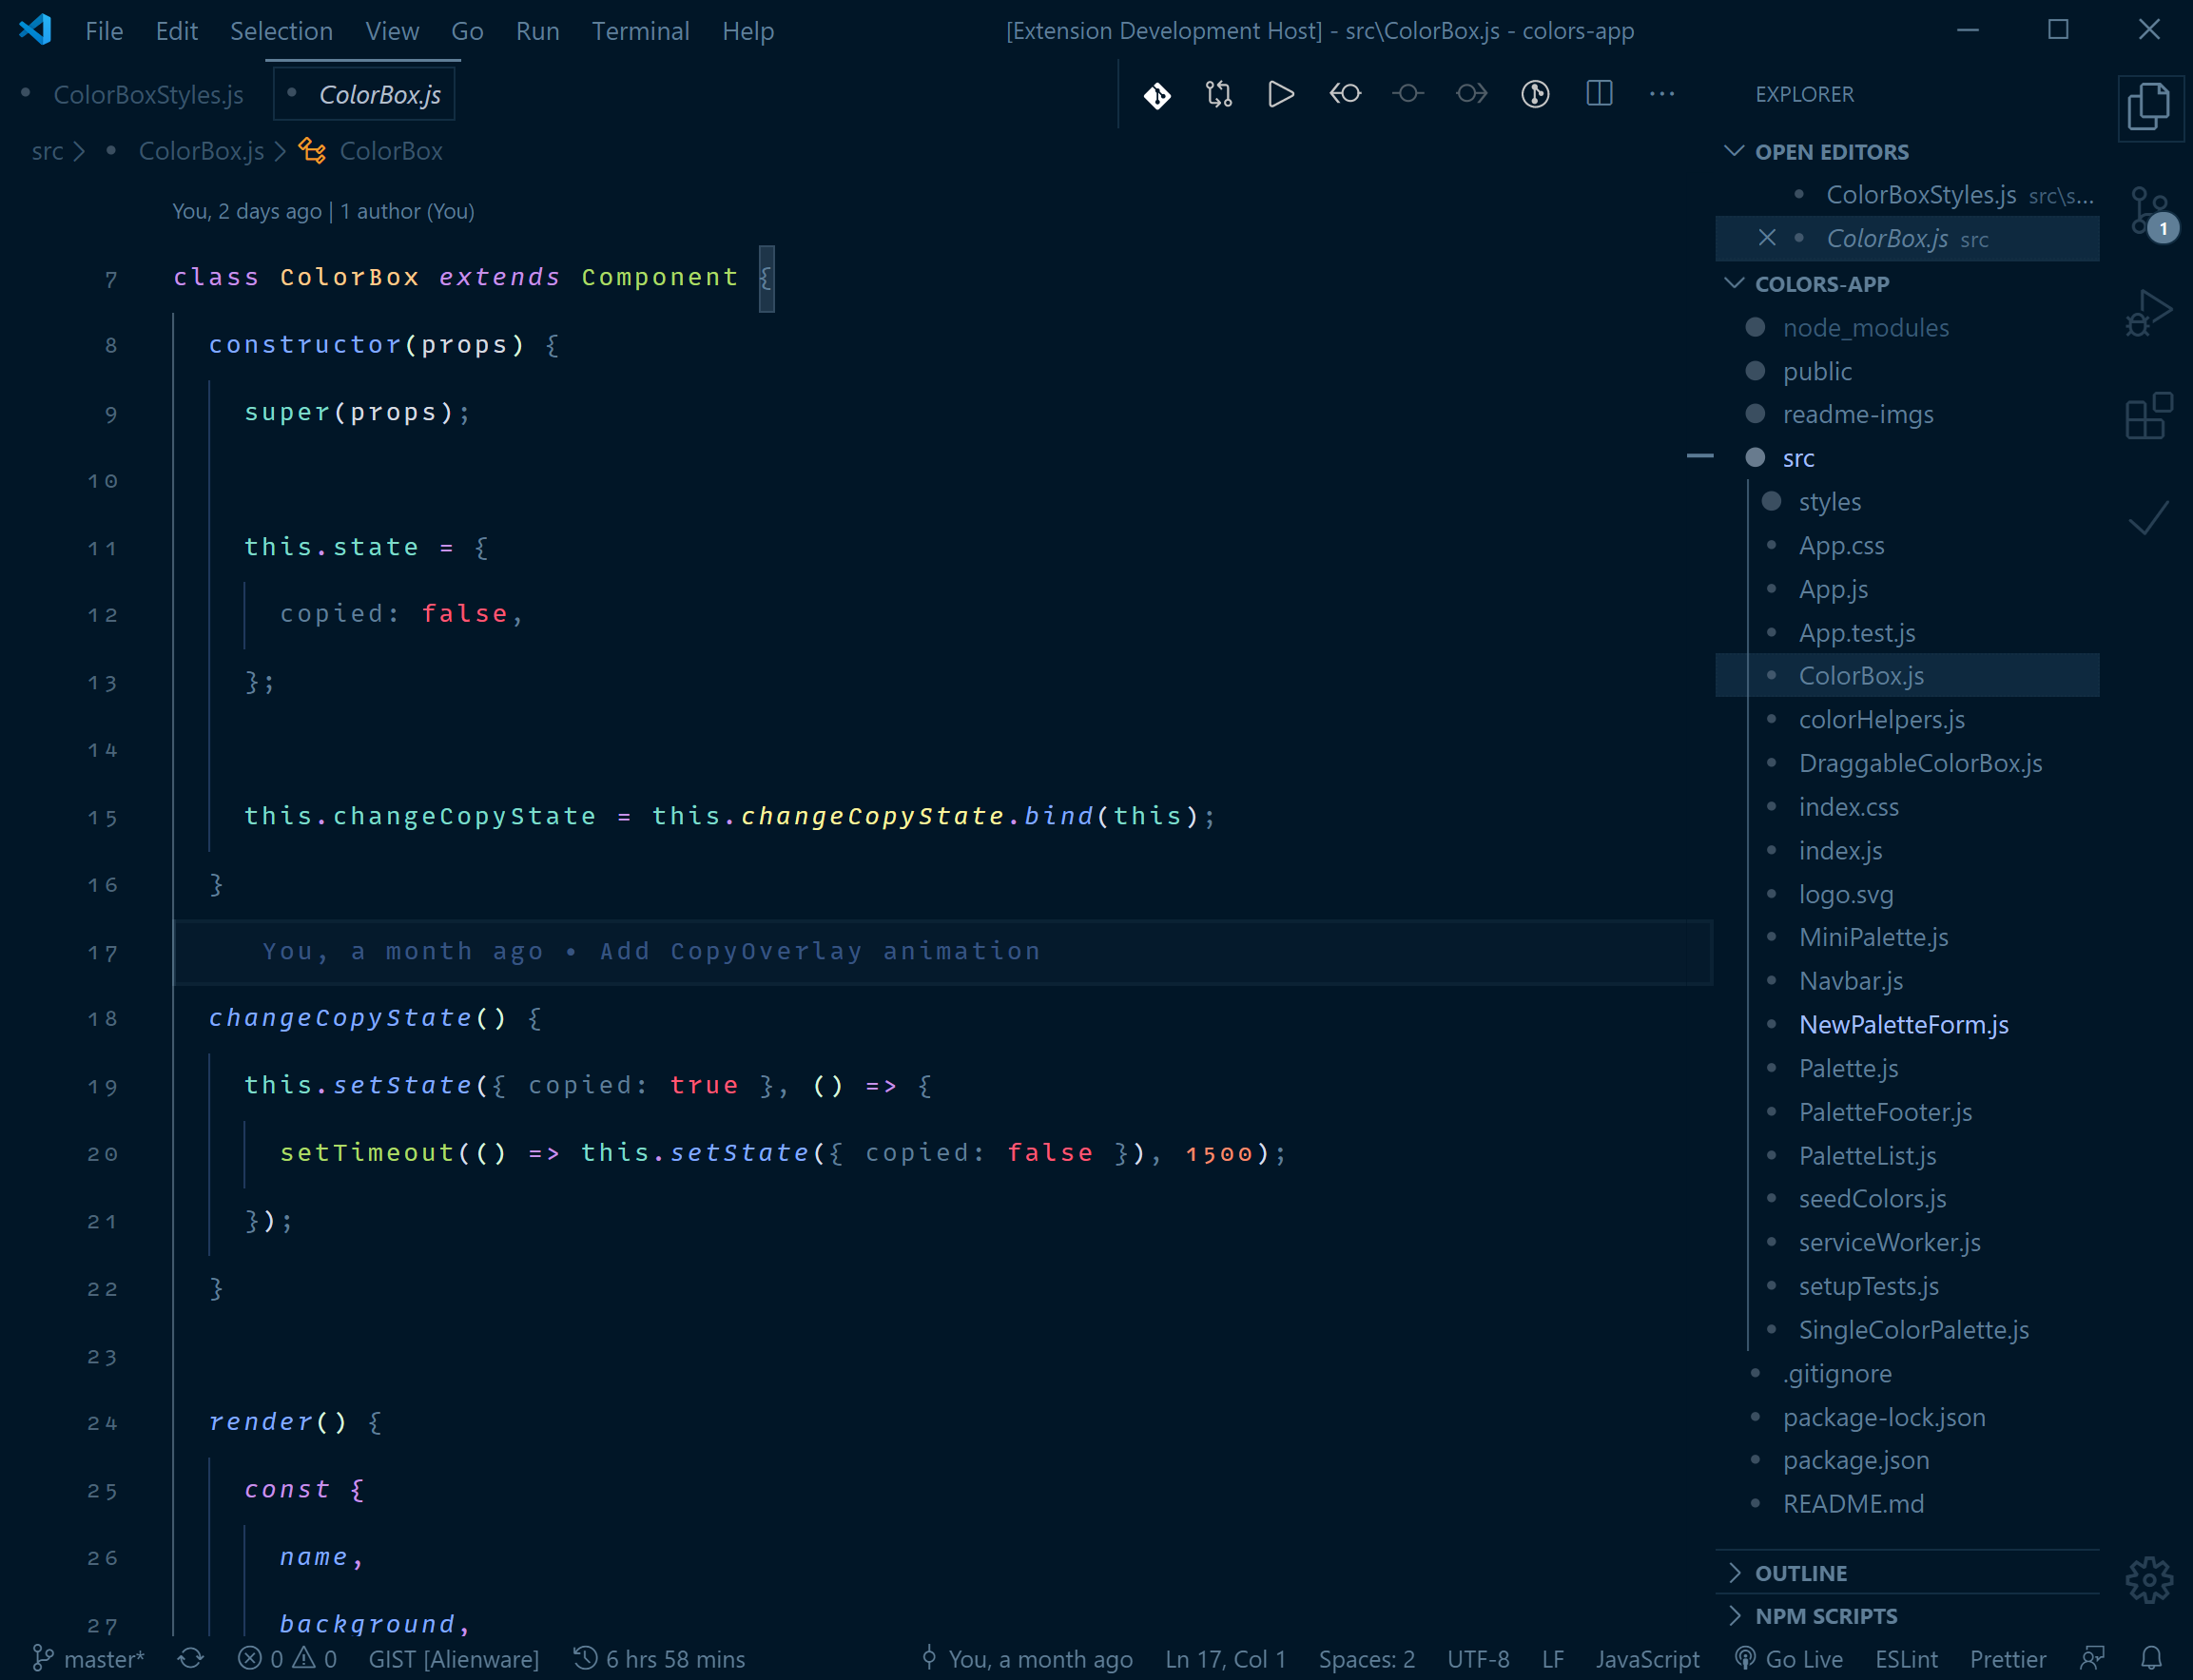 File Edit Selection View Go Run Terminal Help [Extension Development Host] - src\ColorBox.js - colors-app
ColorBoxStyles.js ColorBox.js
src > ColorBox.js > ColorBox
You, 2 days ago | 1 author (You)
7 class ColorBox extends Component {
8 constructor(props) {
9 super(props);
10
11 this.state = {
12 copied: false,
13 };
14
15 this.changeCopyState = this.changeCopyState.bind(this);
16 }
17 You, a month ago • Add CopyOverlay animation
18 changeCopyState() {
19 this.setState({ copied: true }, () => {
20 setTimeout(() => this.setState({ copied: false }), 1500);
21 });
22 }
23
24 render() {
25 const {
26 name,
27 background,
EXPLORER
OPEN EDITORS
ColorBoxStyles.js src\s...
ColorBox.js src
1
COLORS-APP
node_modules
public
readme-imgs
src
styles
App.css
App.js
App.test.js
ColorBox.js
colorHelpers.js
DraggableColorBox.js
index.css
index.js
logo.svg
MiniPalette.js
Navbar.js
NewPaletteForm.js
Palette.js
PaletteFooter.js
PaletteList.js
seedColors.js
serviceWorker.js
setupTests.js
SingleColorPalette.js
.gitignore
package-lock.json
package.json
README.md
OUTLINE
NPM SCRIPTS
master* 0 0 GIST [Alienware] 6 hrs 58 mins You, a month ago Ln 17, Col 1 Spaces: 2 UTF-8 LF JavaScript Go Live ESLint Prettier